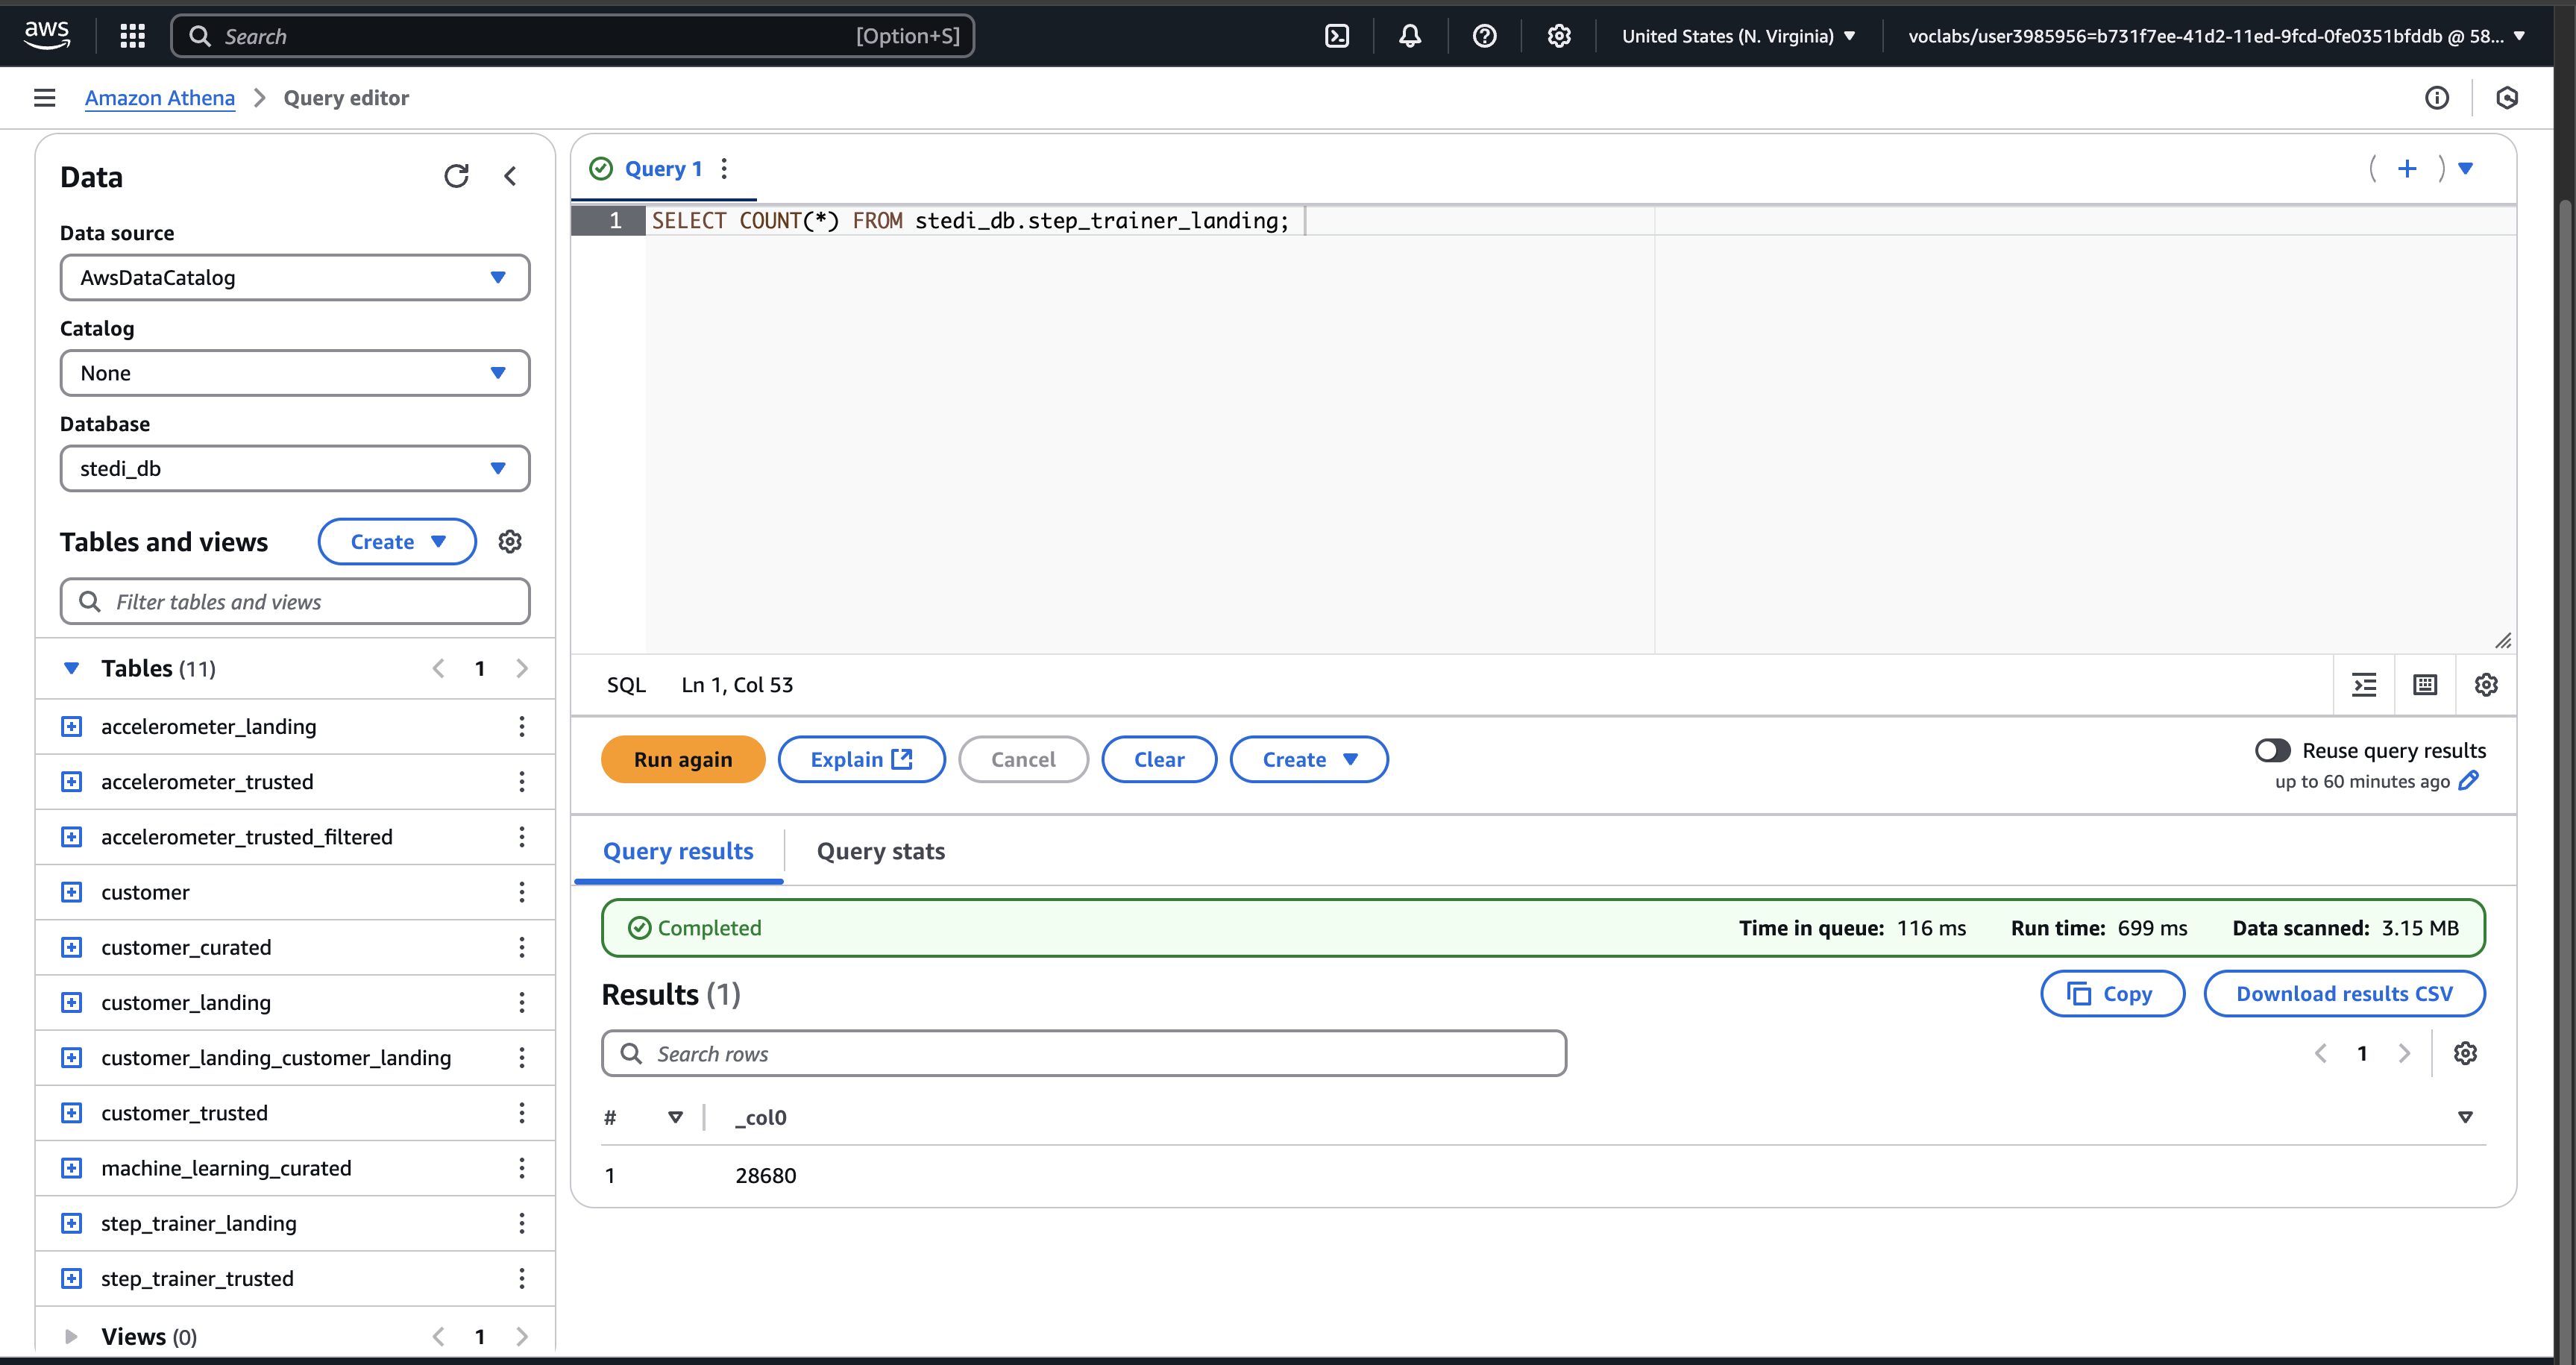 aws
Search [Option+S]
United States (N. Virginia)
voclabs/user3985956=b731f7ee-41d2-11ed-9fcd-0fe0351bfddb @ 58...
Amazon Athena > Query editor
Data
Data source
AwsDataCatalog
Catalog
None
Database
stedi_db
Tables and views
Create
Filter tables and views
Tables (11)
1
accelerometer_landing
accelerometer_trusted
accelerometer_trusted_filtered
customer
customer_curated
customer_landing
customer_landing_customer_landing
customer_trusted
machine_learning_curated
step_trainer_landing
step_trainer_trusted
Views (0)
1
Query 1
1 SELECT COUNT(*) FROM stedi_db.step_trainer_landing;
SQL Ln 1, Col 53
Run again
Explain
Cancel
Clear
Create
Reuse query results
up to 60 minutes ago
Query results
Query stats
Completed
Time in queue: 116 ms
Run time: 699 ms
Data scanned: 3.15 MB
Results (1)
Copy
Download results CSV
Search rows
1
# _col0
1 28680